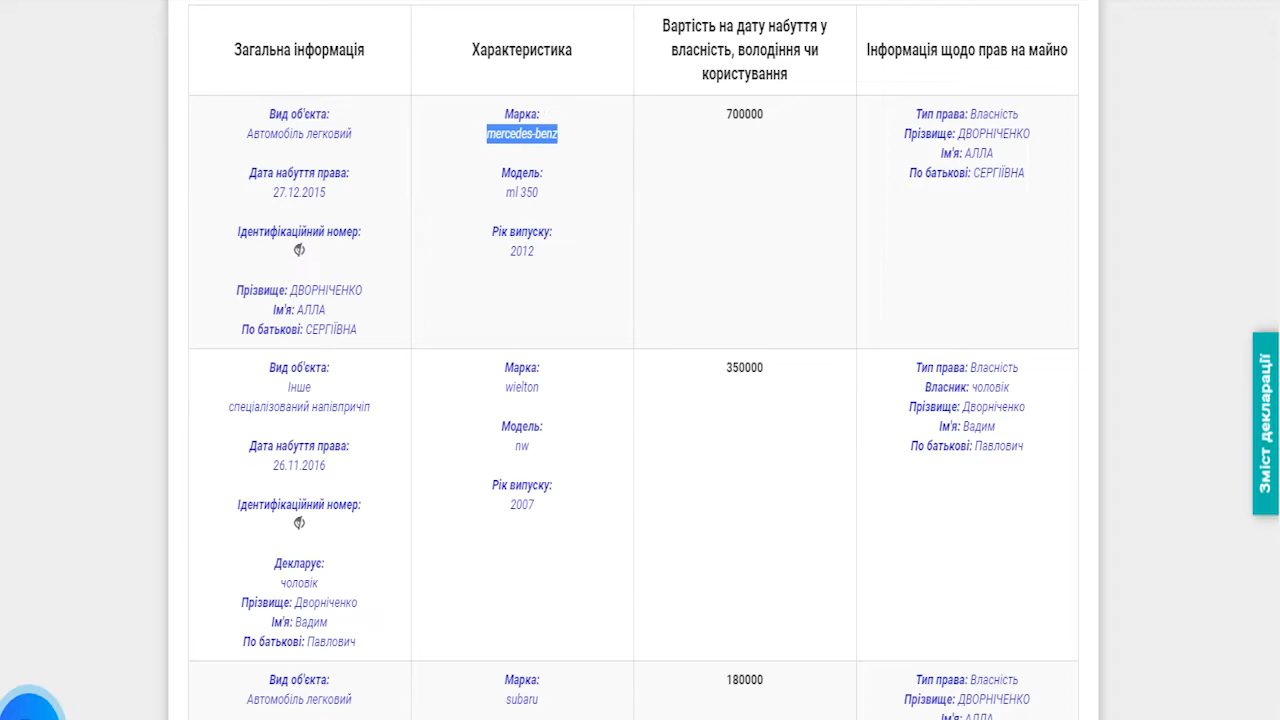 Загальна інформація
Характеристика
Вартість на дату набуття у
власність, володіння чи
користування
Інформація щодо прав на майно
Вид об'єкта:
Автомобіль легковий
Дата набуття права:
27.12.2015
Ідентифікаційний номер:
Прізвище: ДВОРНІЧЕНКО
Ім'я: АЛЛА
По батькові: СЕРГІЇВНА
Марка:
mercedes-benz
Модель:
ml 350
Рік випуску:
2012
700000
Тип права: Власність
Прізвище: ДВОРНІЧЕНКО
Ім'я: АЛЛА
По батькові: СЕРГІЇВНА
Вид об'єкта:
Інше
спеціалізований напівпричіп
Дата набуття права:
26.11.2016
Ідентифікаційний номер:
Декларує:
чоловік
Прізвище: Дворніченко
Ім'я: Вадим
По батькові: Павлович
Марка:
wielton
Модель:
nw
Рік випуску:
2007
350000
Тип права: Власність
Власник: чоловік
Прізвище: Дворніченко
Ім'я: Вадим
По батькові: Павлович
Вид об'єкта:
Автомобіль легковий
Марка:
subaru
180000
Тип права: Власність
Прізвище: ДВОРНІЧЕНКО
Ім'я: АЛЛА
Зміст декларації